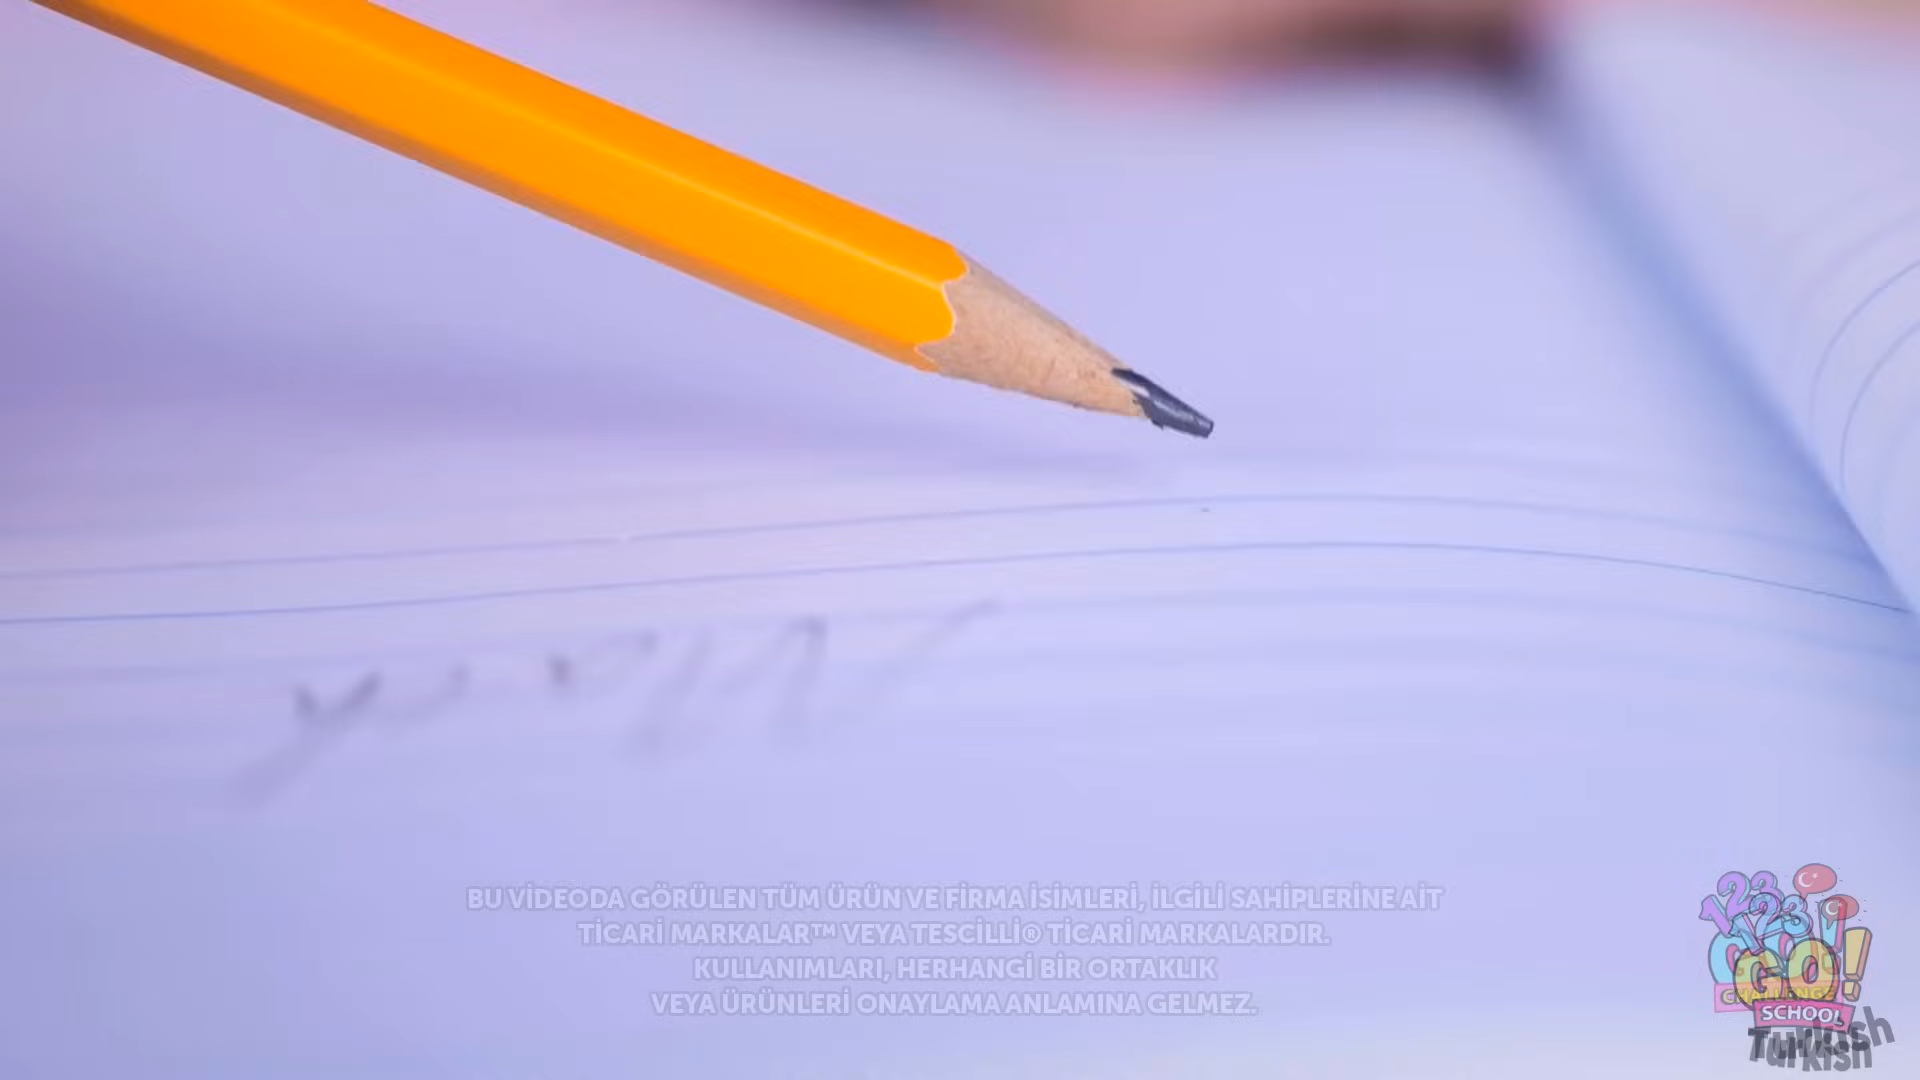 BU VİDEODA GÖRÜLEN TÜM ÜRÜN VE FİRMA İSİMLERİ, İLGİLİ SAHİPLERİNE AİT
TİCARİ MARKALAR™ VEYA TESCİLLİ® TİCARİ MARKALARDIR.
KULLANIMLARI, HERHANGİ BİR ORTAKLIK
VEYA ÜRÜNLERİ ONAYLAMA ANLAMINA GELMEZ.
123
GO!
CHALLENGE
SCHOOL
Turkish